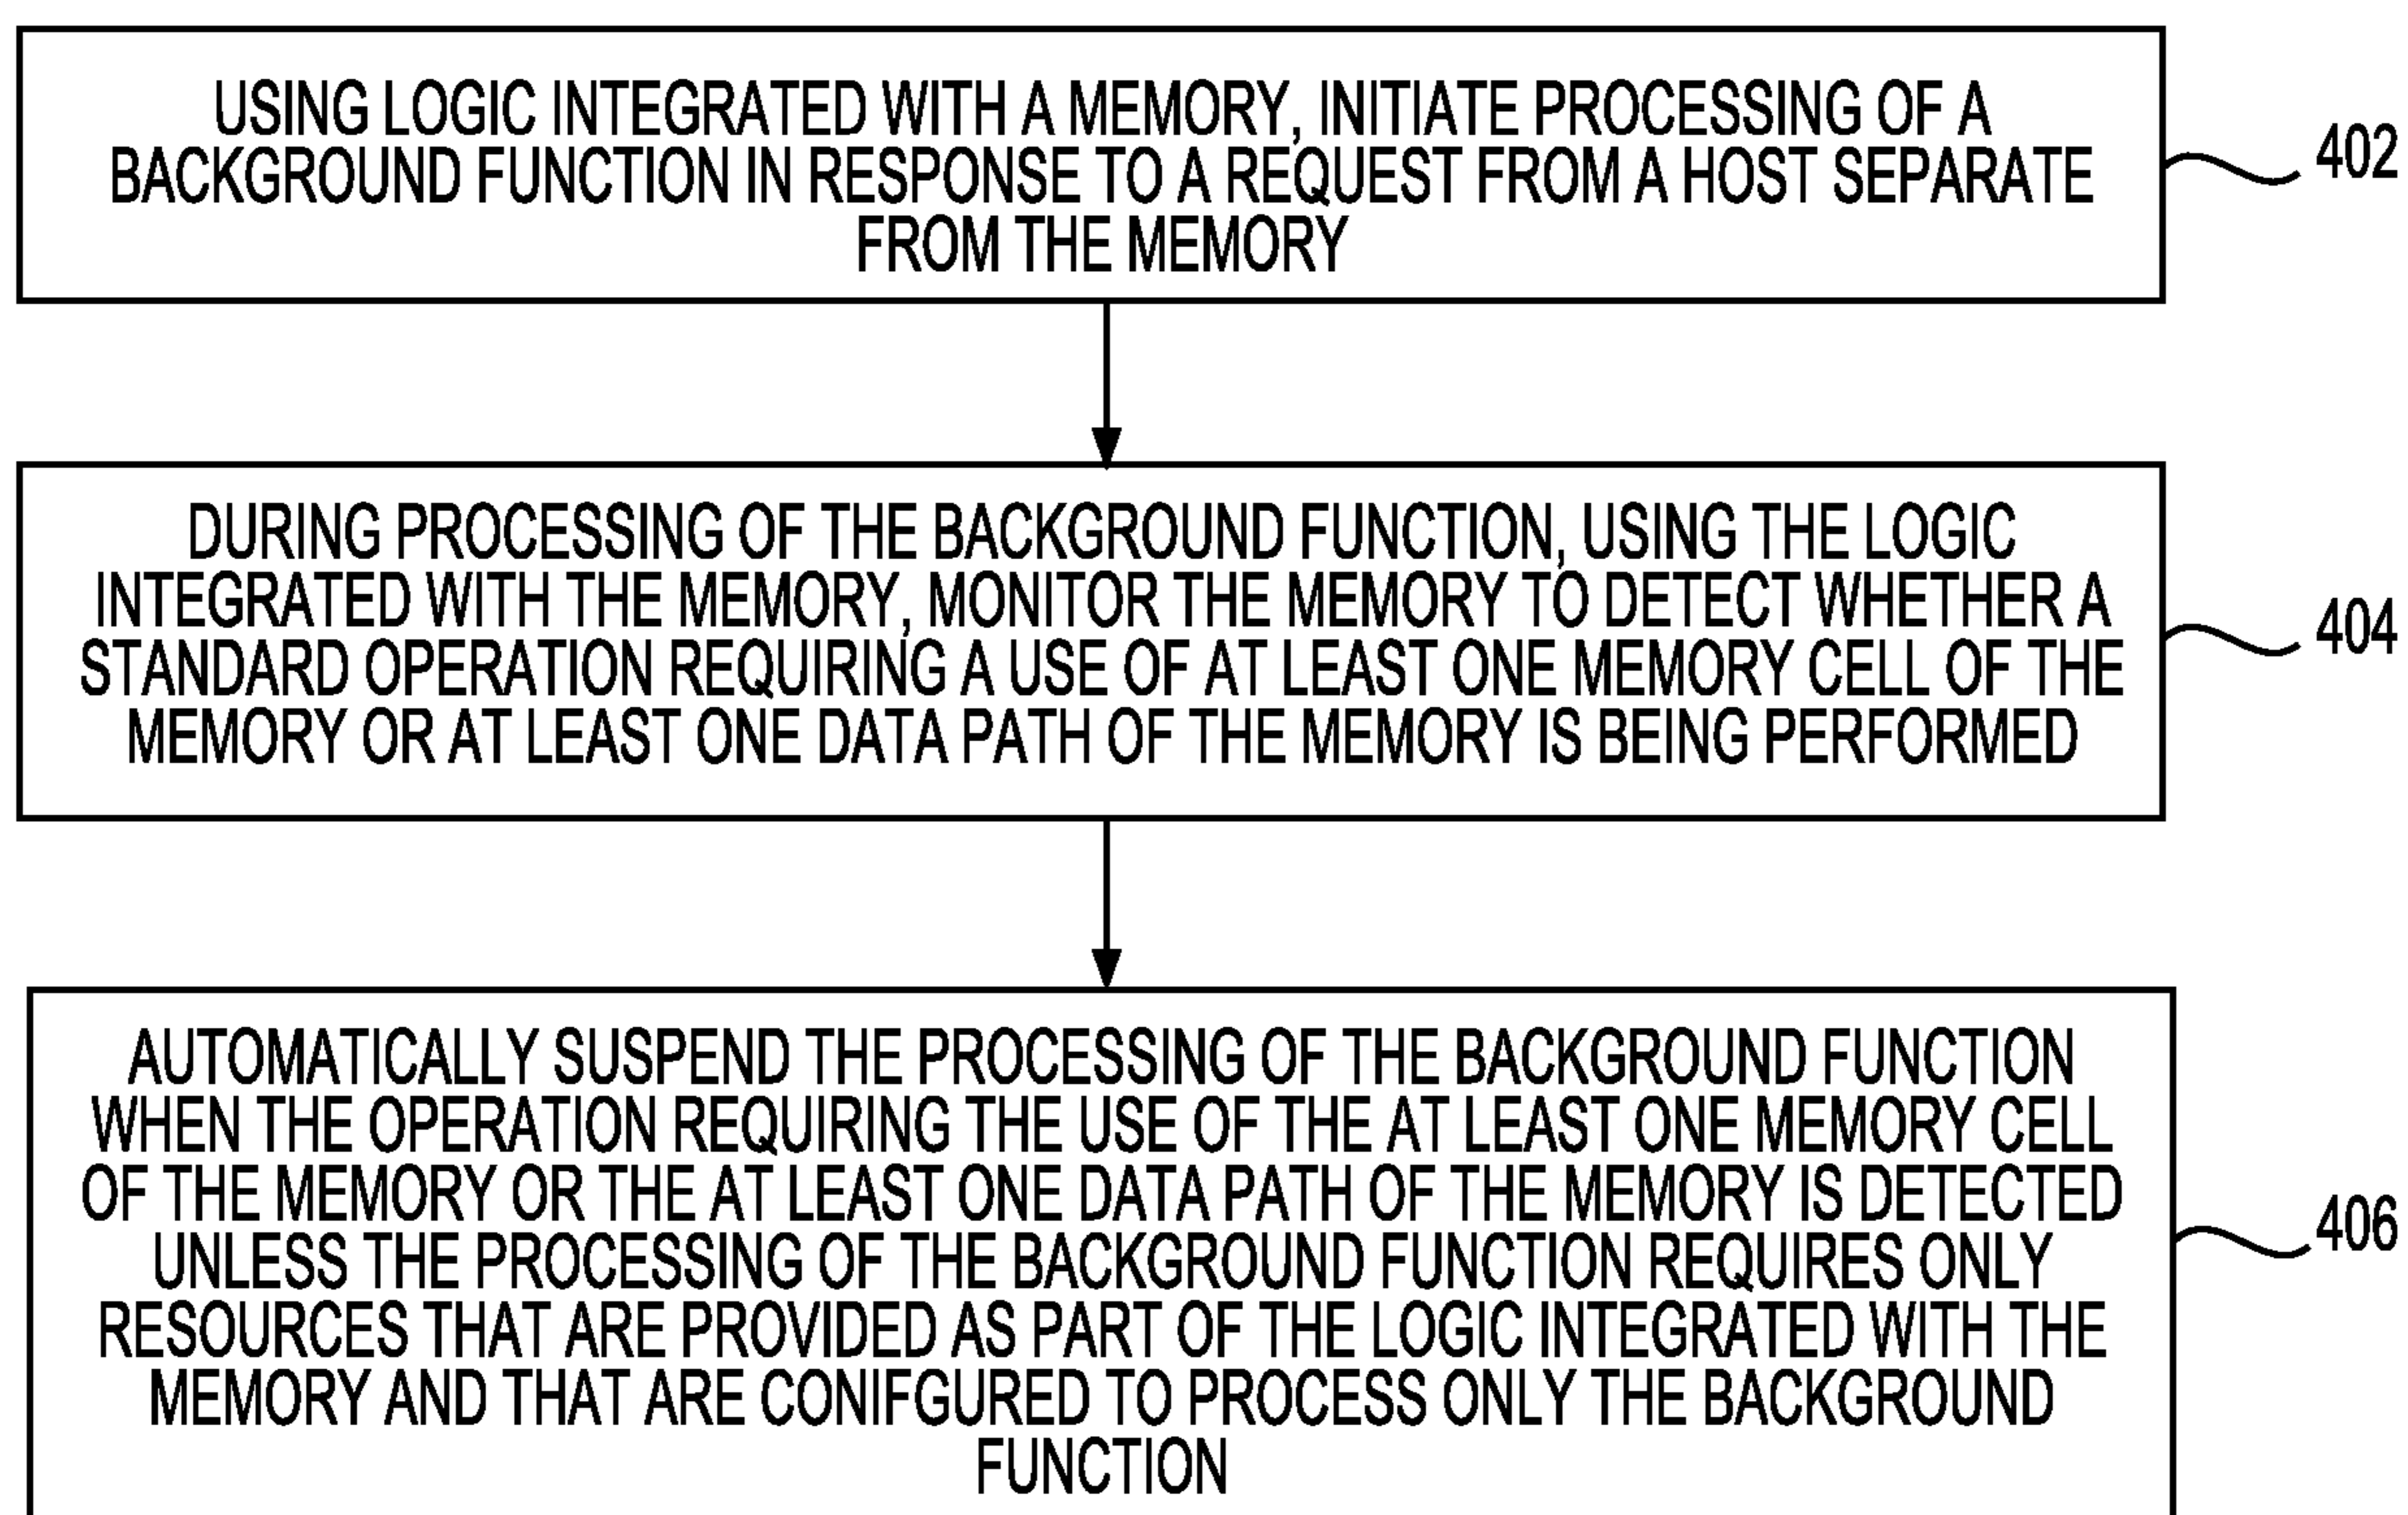 USING LOGIC INTEGRATED WITH A MEMORY, INITIATE PROCESSING OF A
BACKGROUND FUNCTION IN RESPONSE TO A REQUEST FROM A HOST SEPARATE
FROM THE MEMORY
402
DURING PROCESSING OF THE BACKGROUND FUNCTION, USING THE LOGIC
INTEGRATED WITH THE MEMORY, MONITOR THE MEMORY TO DETECT WHETHER A
STANDARD OPERATION REQUIRING A USE OF AT LEAST ONE MEMORY CELL OF THE
MEMORY OR AT LEAST ONE DATA PATH OF THE MEMORY IS BEING PERFORMED
404
AUTOMATICALLY SUSPEND THE PROCESSING OF THE BACKGROUND FUNCTION
WHEN THE OPERATION REQUIRING THE USE OF THE AT LEAST ONE MEMORY CELL
OF THE MEMORY OR THE AT LEAST ONE DATA PATH OF THE MEMORY IS DETECTED
UNLESS THE PROCESSING OF THE BACKGROUND FUNCTION REQUIRES ONLY
RESOURCES THAT ARE PROVIDED AS PART OF THE LOGIC INTEGRATED WITH THE
MEMORY AND THAT ARE CONIFGURED TO PROCESS ONLY THE BACKGROUND
FUNCTION
406